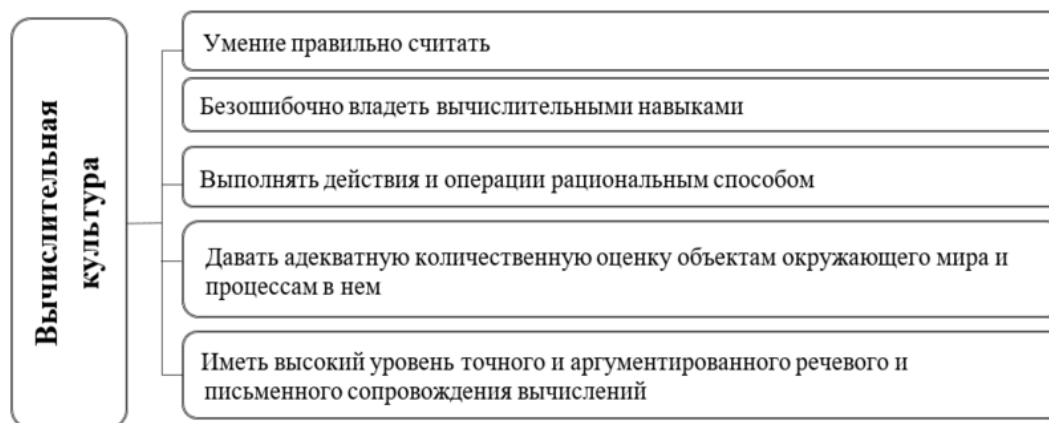 Вычислительная
культура
Умение правильно считать
Безошибочно владеть вычислительными навыками
Выполнять действия и операции рациональным способом
Давать адекватную количественную оценку объектам окружающего мира и
процессам в нем
Иметь высокий уровень точного и аргументированного речевого и
письменного сопровождения вычислений